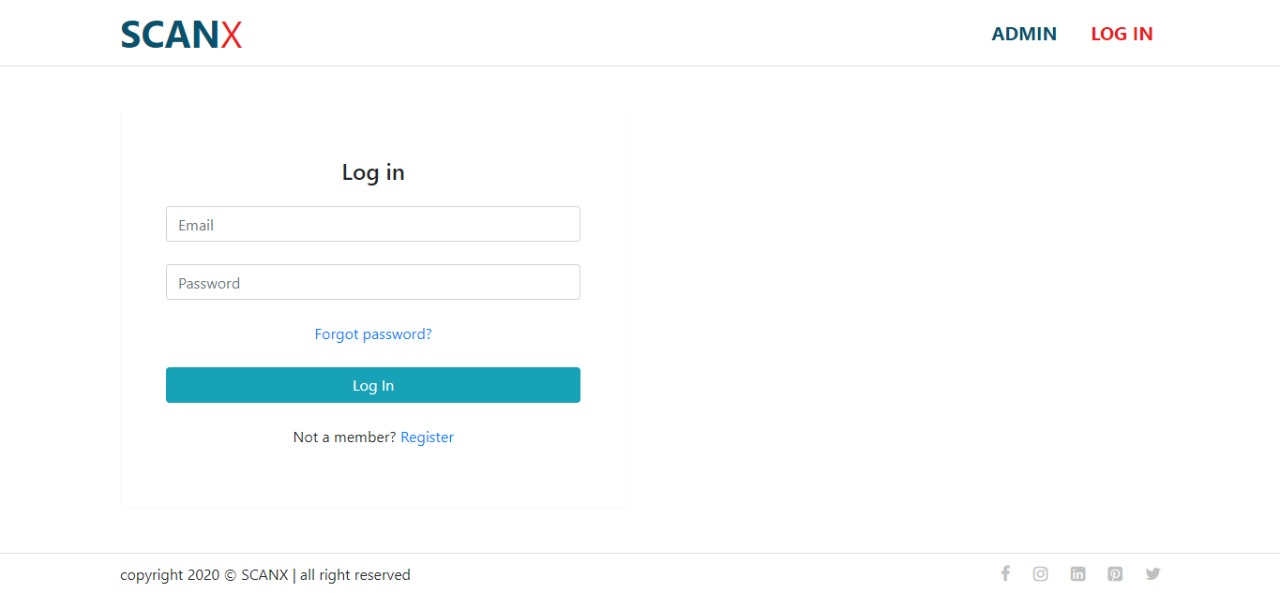 SCANX
ADMIN LOG IN
Log in
Email
Password
Forgot password?
Log In
Not a member? Register
copyright 2020 © SCANX | all right reserved